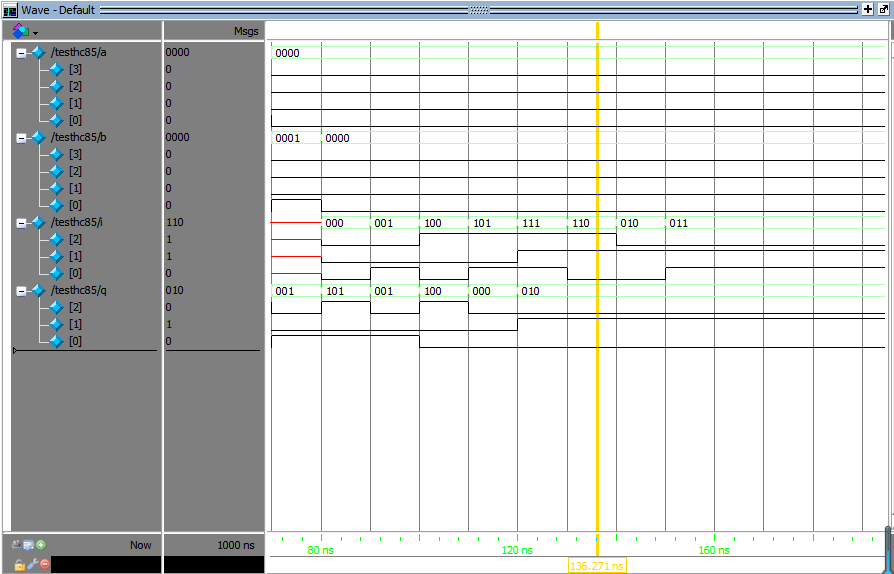 Wave - Default
Msgs
/testhc85/a 0000 0000
[3] 0
[2] 0
[1] 0
[0] 0
/testhc85/b 0000 0001 0000
[3] 0
[2] 0
[1] 0
[0] 0
/testhc85/i 110 000 001 100 101 111 110 010 011
[2] 1
[1] 1
[0] 0
/testhc85/q 010 001 101 001 100 000 010
[2] 0
[1] 1
[0] 0
Now 1000 ns 80 ns 120 ns 160 ns
136.271 ns